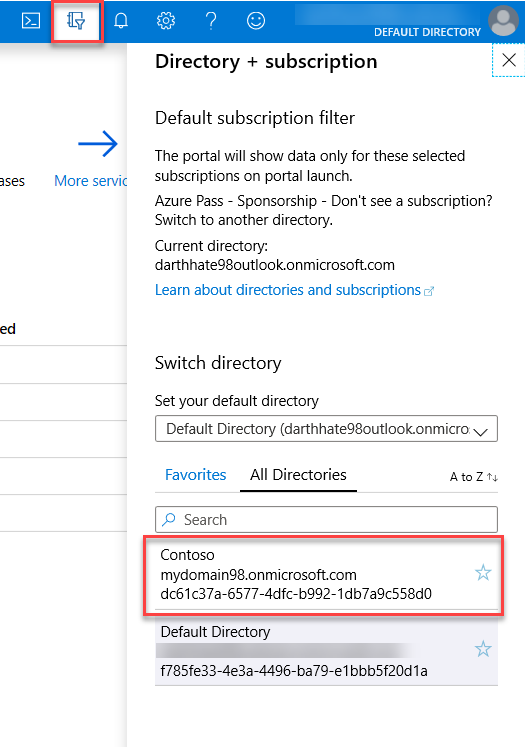 DEFAULT DIRECTORY
Directory + subscription
Default subscription filter
The portal will show data only for these selected
subscriptions on portal launch.
ases
More servic
Azure Pass - Sponsorship - Don't see a subscription?
Switch to another directory.
Current directory:
darthhate98outlook.onmicrosoft.com
Learn about directories and subscriptions
ed
Switch directory
Set your default directory
Default Directory (darthhate98outlook.onmicro
Favorites All Directories A to Z
Search
Contoso
mydomain98.onmicrosoft.com
dc61c37a-6577-4dfc-b992-1db7a9c558d0
Default Directory
f785fe33-4e3a-4496-ba79-e1bbb5f20d1a